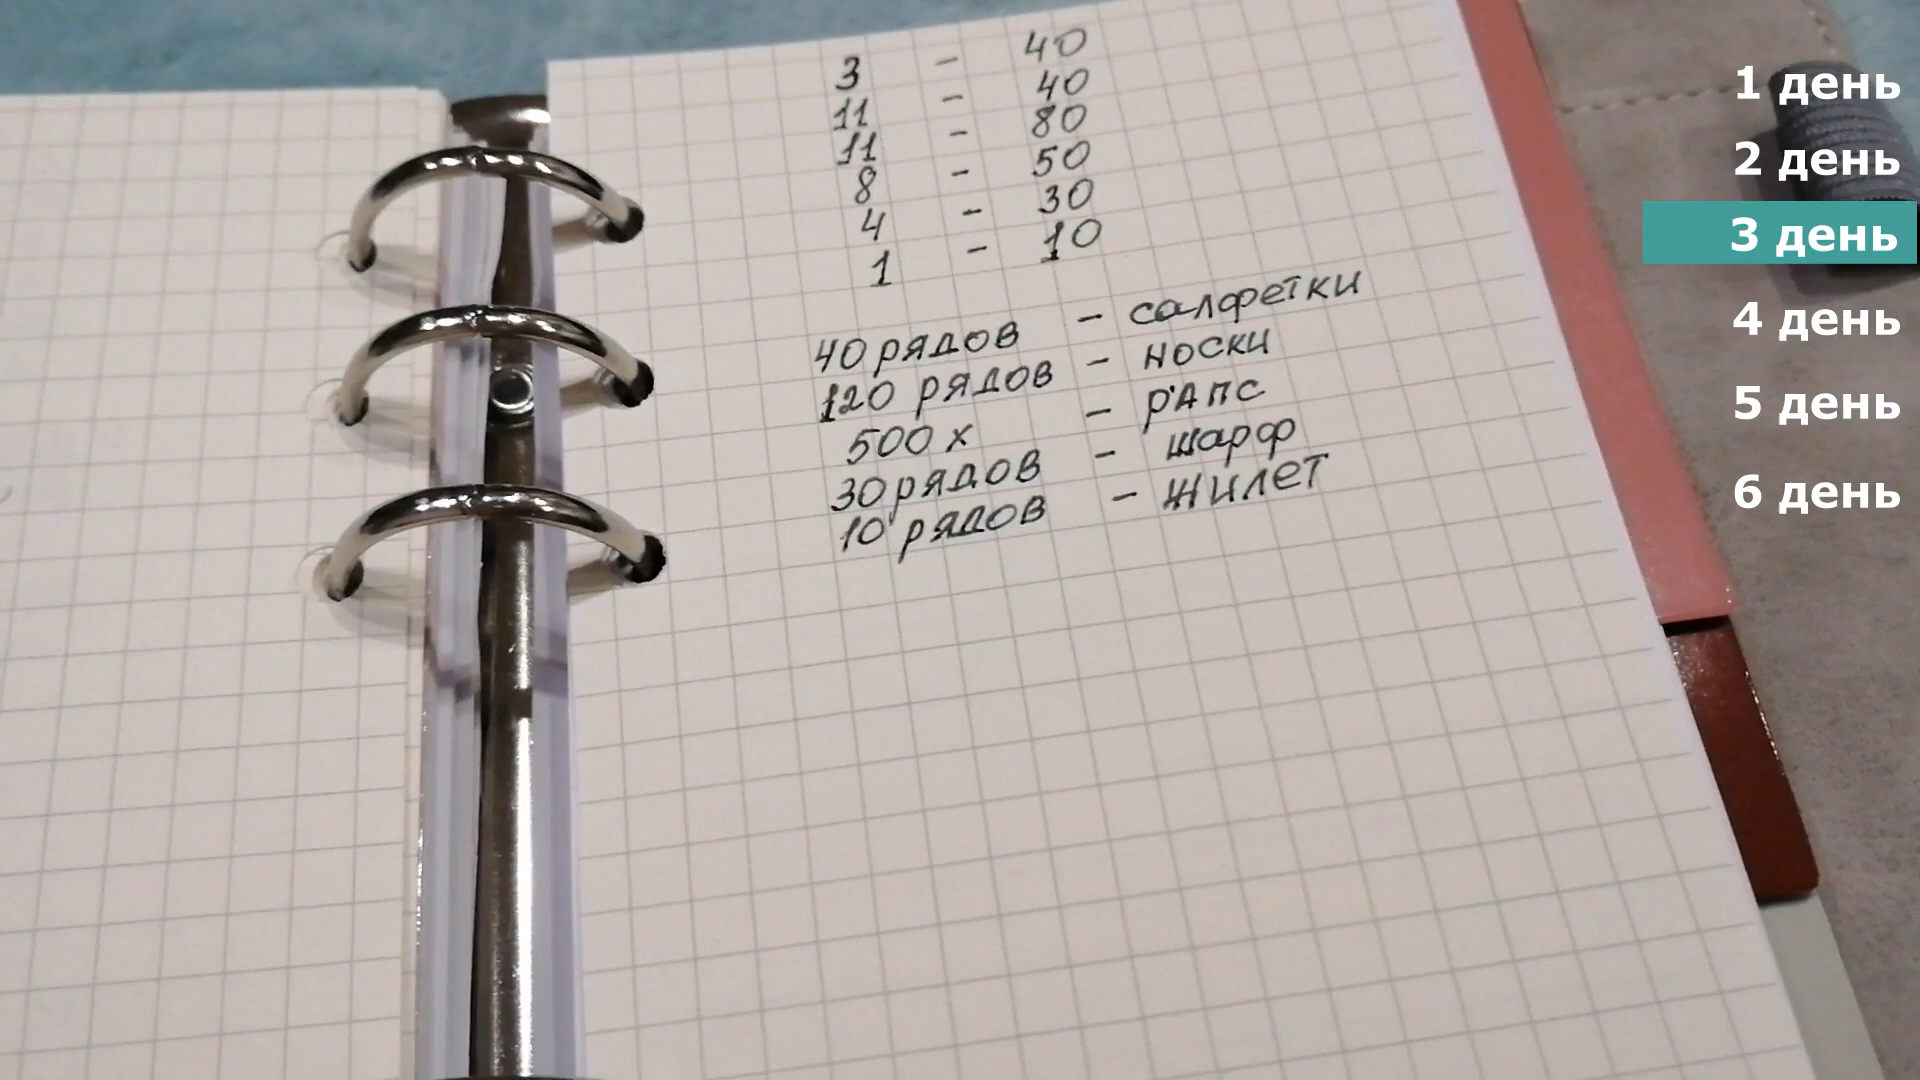 3 - 40
11 - 40
11 - 80
8 - 50
4 - 30
1 - 10
40 рядов - салфетки
120 рядов - носки
500 х - рАпс
30 рядов - шарф
10 рядов - жилет
1 день
2 день
3 день
4 день
5 день
6 день